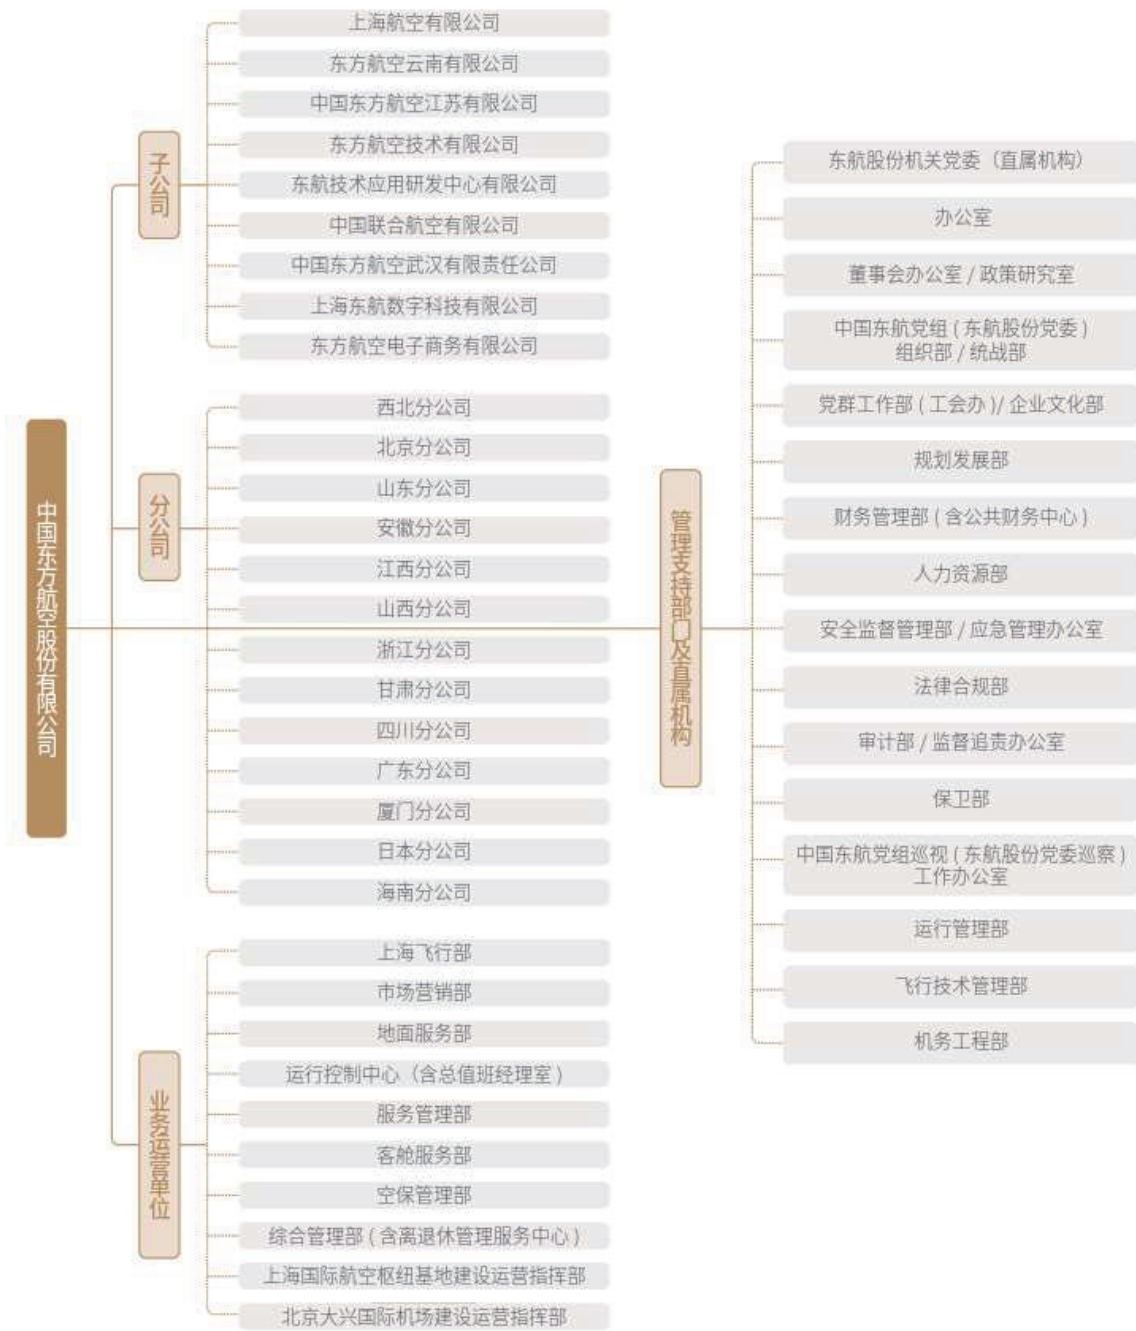 中国东方航空股份有限公司
子公司
上海航空有限公司
东方航空云南有限公司
中国东方航空江苏有限公司
东方航空技术有限公司
东航技术应用研发中心有限公司
中国联合航空有限公司
中国东方航空武汉有限责任公司
上海东航数字科技有限公司
东方航空电子商务有限公司
分公司
西北分公司
北京分公司
山东分公司
安徽分公司
江西分公司
山西分公司
浙江分公司
甘肃分公司
四川分公司
广东分公司
厦门分公司
日本分公司
海南分公司
业务运营单位
上海飞行部
市场营销部
地面服务部
运行控制中心（含总值班经理室）
服务管理部
客舱服务部
空保管理部
综合管理部(含离退休管理服务中心)
上海国际航空枢纽基地建设运营指挥部
北京大兴国际机场建设运营指挥部
管理支持部门及直属机构
东航股份机关党委（直属机构）
办公室
董事会办公室/政策研究室
中国东航党组(东航股份党委)
组织部/统战部
党群工作部(工会办)/企业文化部
规划发展部
财务管理部(含公共财务中心)
人力资源部
安全监督管理部/应急管理办公室
法律合规部
审计部/监督追责办公室
保卫部
中国东航党组巡视(东航股份党委巡察)
工作办公室
运行管理部
飞行技术管理部
机务工程部